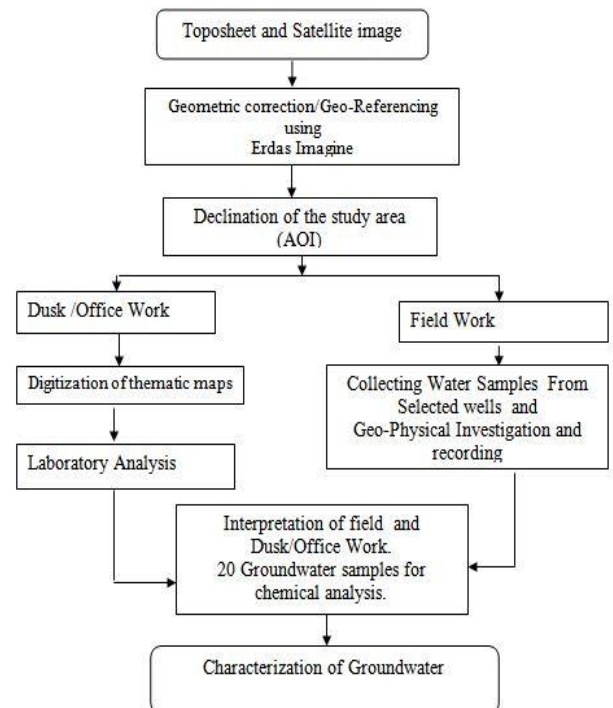 Toposheet and Satellite image
Geometric correction/Geo-Referencing
using
Erdas Imagine
Declination of the study area
(AOI)
Dusk /Office Work
Field Work
Digitization of thematic maps
Collecting Water Samples From
Selected wells and
Geo-Physical Investigation and
recording
Laboratory Analysis
Interpretation of field and
Dusk/Office Work.
20 Groundwater samples for
chemical analysis.
Characterization of Groundwater